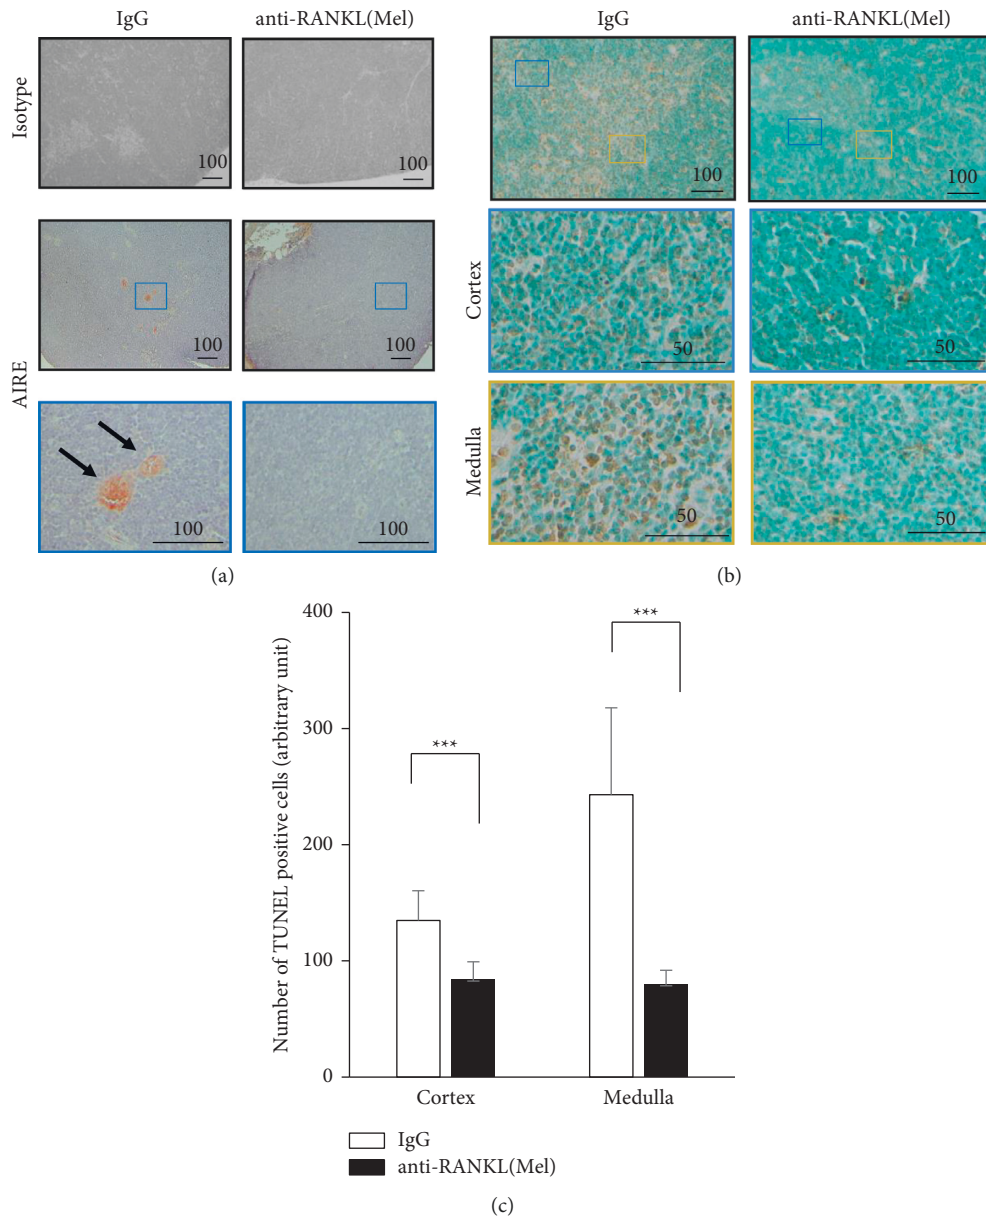 IgG anti-RANKL(Mel)
Isotype
100 100
AIRE
100 100
100 100
(a)
IgG anti-RANKL(Mel)
100 100
Cortex
50 50
Medulla
50 50
(b)
Number of TUNEL positive cells (arbitrary unit)
400
300
200
100
0
***
***
Cortex Medulla
IgG
anti-RANKL(Mel)
(c)